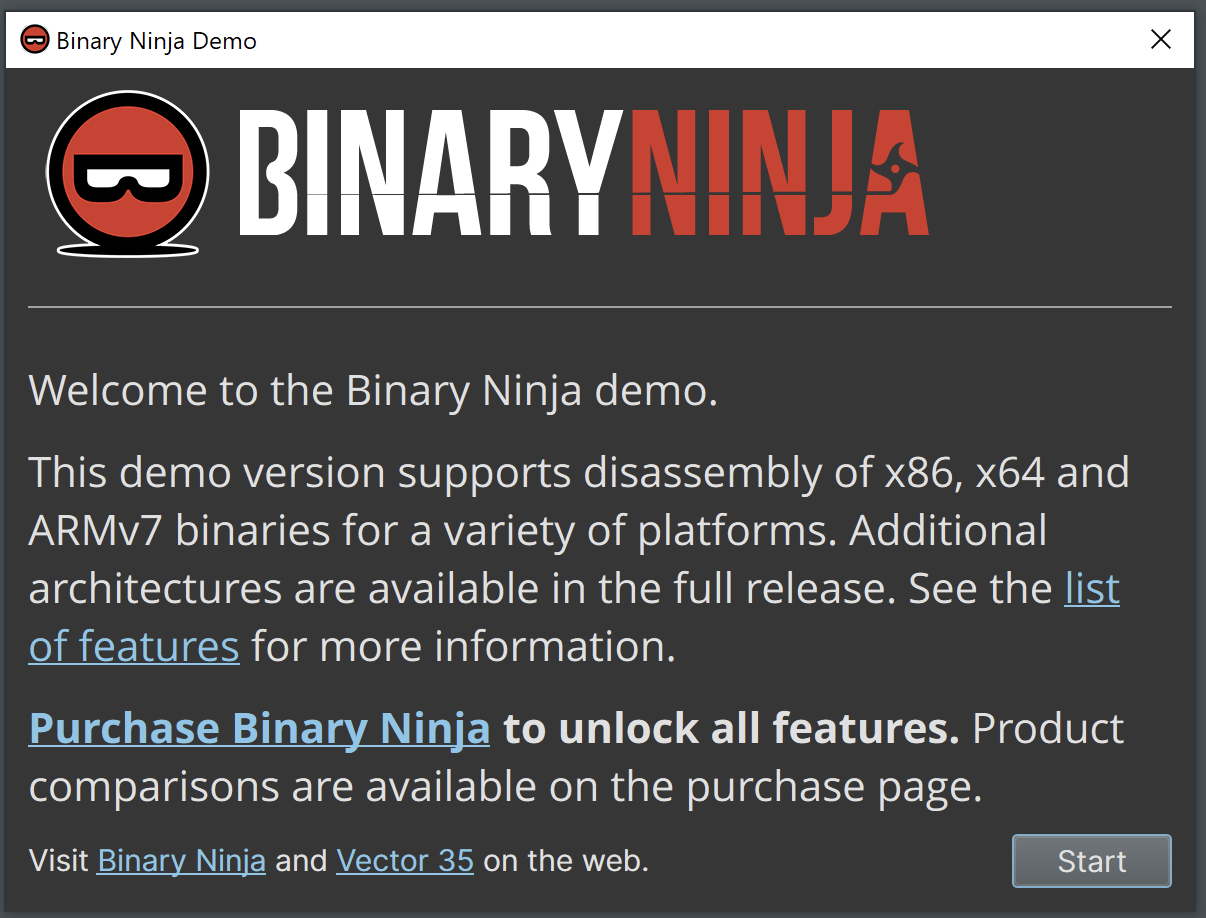 Binary Ninja Demo
BINARYNINJA
Welcome to the Binary Ninja demo.
This demo version supports disassembly of x86, x64 and
ARMv7 binaries for a variety of platforms. Additional
architectures are available in the full release. See the list
of features for more information.
Purchase Binary Ninja to unlock all features. Product
comparisons are available on the purchase page.
Visit Binary Ninja and Vector 35 on the web.
Start